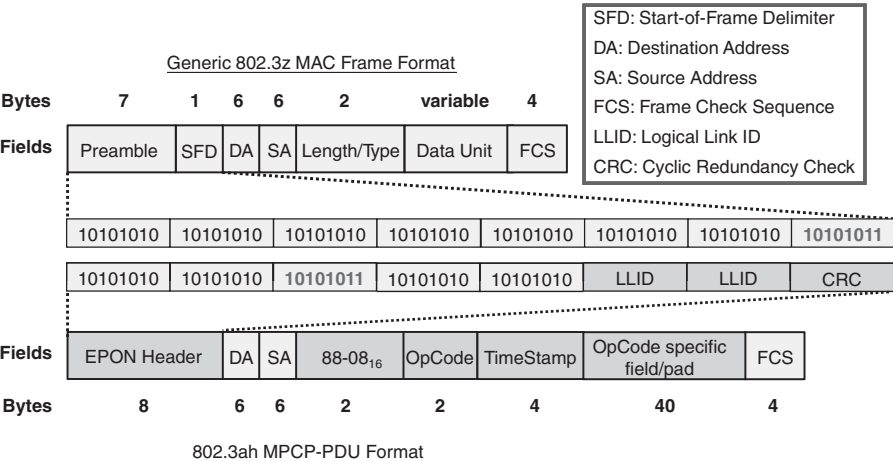 SFD: Start-of-Frame Delimiter
DA: Destination Address
SA: Source Address
FCS: Frame Check Sequence
LLID: Logical Link ID
CRC: Cyclic Redundancy Check
Generic 802.3z MAC Frame Format
Bytes 7 1 6 6 2 variable 4
Fields Preamble SFD DA SA Length/Type Data Unit FCS
10101010 10101010 10101010 10101010 10101010 10101010 10101010 10101011
10101010 10101010 10101011 10101010 10101010 LLID LLID CRC
Fields EPON Header DA SA 88-08₁₆ OpCode TimeStamp OpCode specific field/pad FCS
Bytes 8 6 6 2 2 4 40 4
802.3ah MPCP-PDU Format